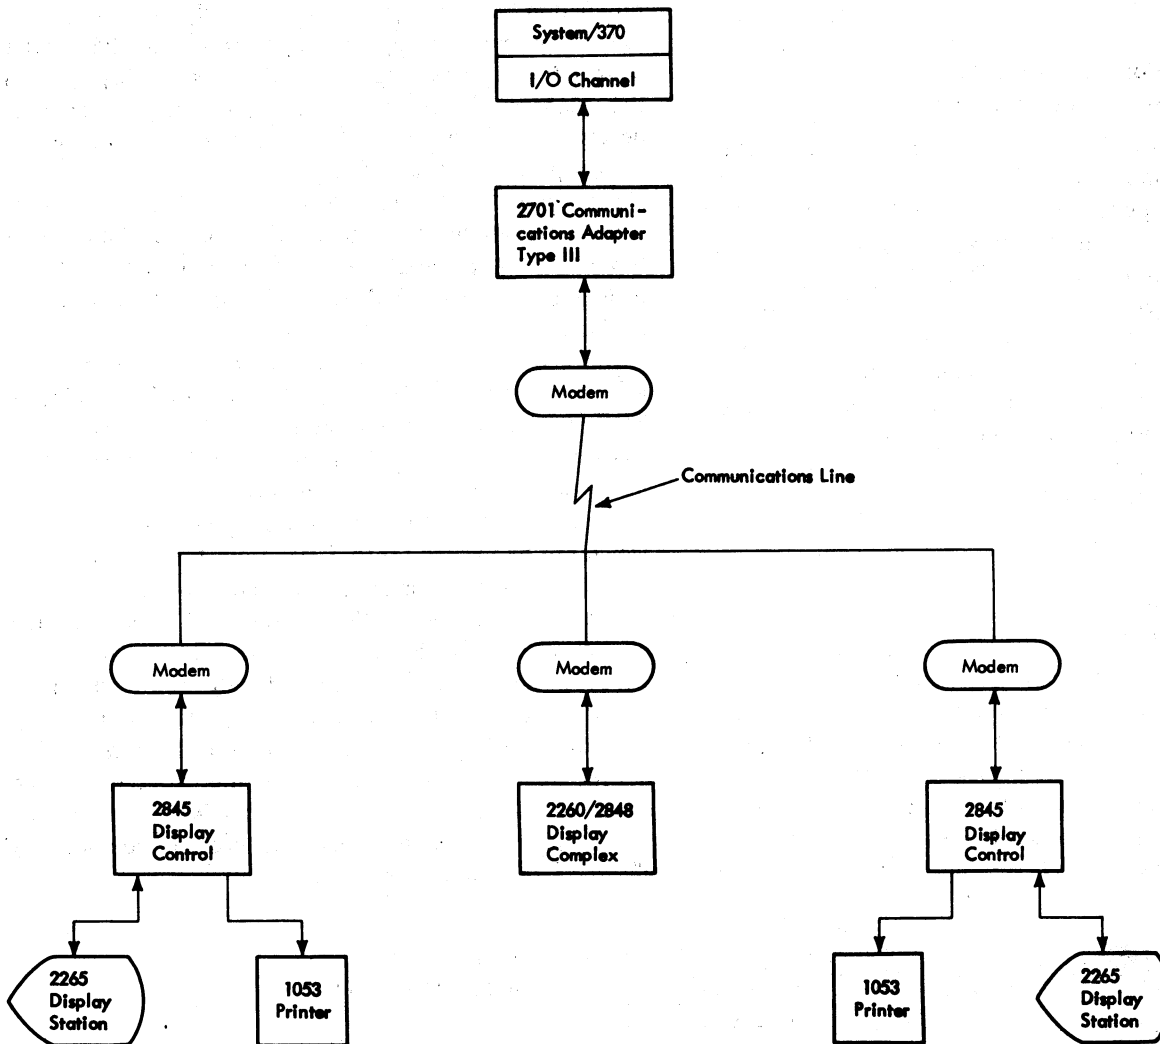 System/370
I/O Channel
2701 Communi-
cations Adapter
Type III
Modem
Communications Line
Modem
Modem
Modem
2845
Display
Control
2260/2848
Display
Complex
2845
Display
Control
2265
Display
Station
1053
Printer
1053
Printer
2265
Display
Station